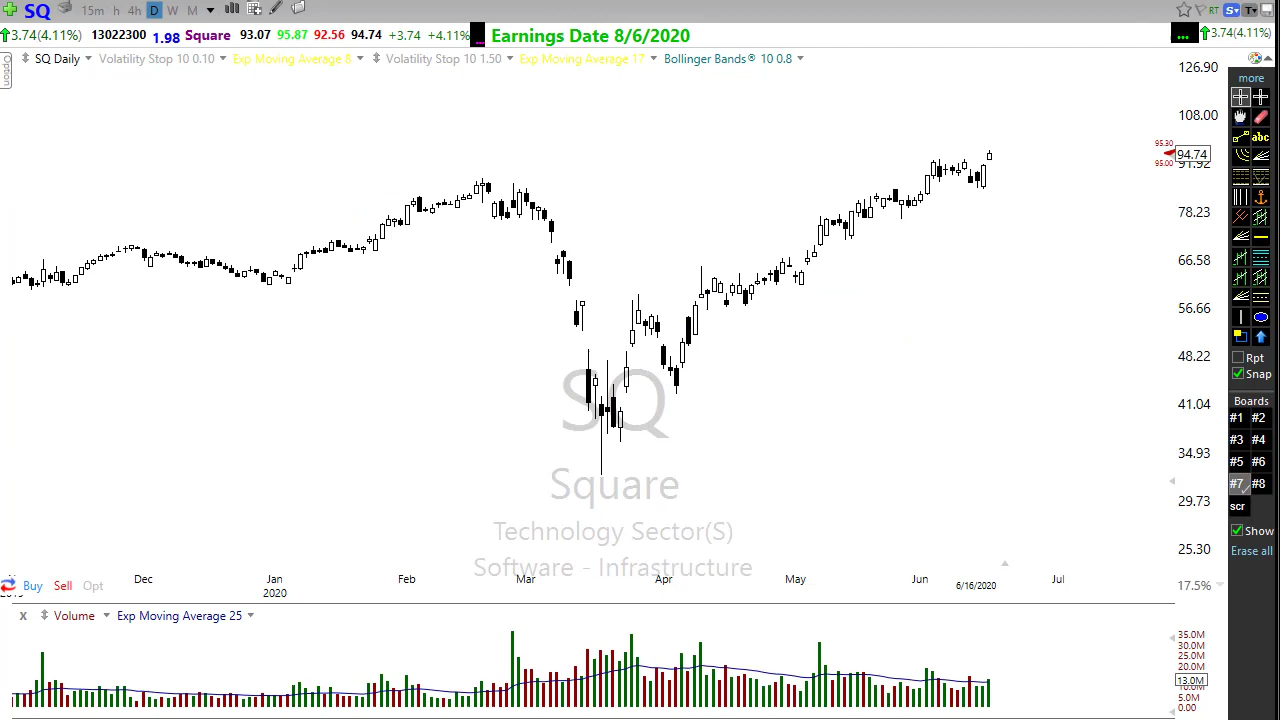 SQ 15m h 4h D W M RT S T
3.74(4.11%) 13022300 1.98 Square 93.07 95.87 92.56 94.74 +3.74 +4.11% Earnings Date 8/6/2020 ... 3.74(4.11%)
Option
SQ Daily Volatility Stop 10 0.10 Exp Moving Average 8 Volatility Stop 10 1.50 Exp Moving Average 17 Bollinger Bands® 10 0.8
126.90
108.00
95.30
94.74
95.00
91.92
78.23
66.58
56.66
48.22
41.04
34.93
29.73
25.30
17.5%
more
abc
Rpt
Snap
Boards
#1 #2
#3 #4
#5 #6
#7 #8
scr
Show
Erase all
SQ
Square
Technology Sector(S)
Software - Infrastructure
Buy Sell Opt
Dec Jan Feb Mar Apr May Jun Jul
2020 6/16/2020
x Volume Exp Moving Average 25
35.0M
30.0M
25.0M
20.0M
13.0M
10.0M
5.0M
0.00